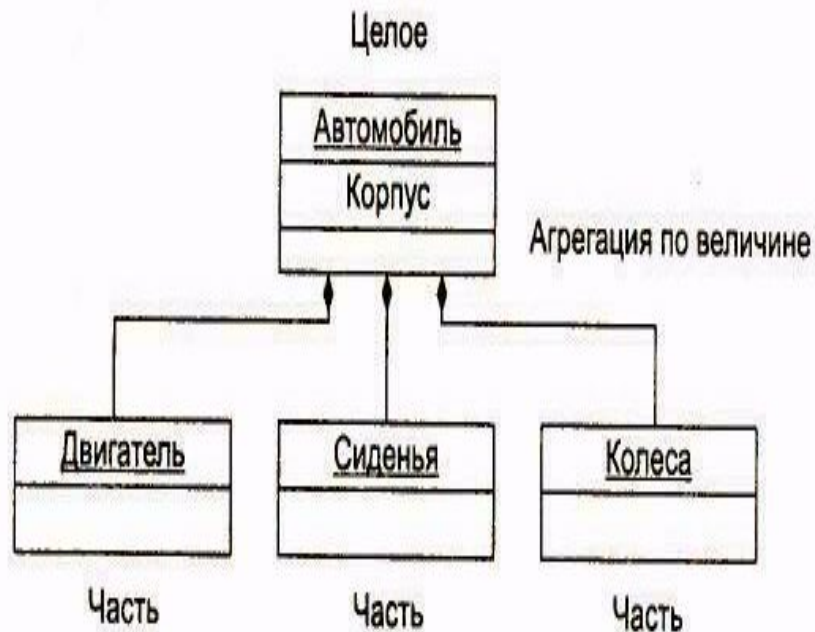 Целое
Автомобиль
Корпус
Агрегация по величине
Двигатель
Сиденья
Колеса
Часть
Часть
Часть